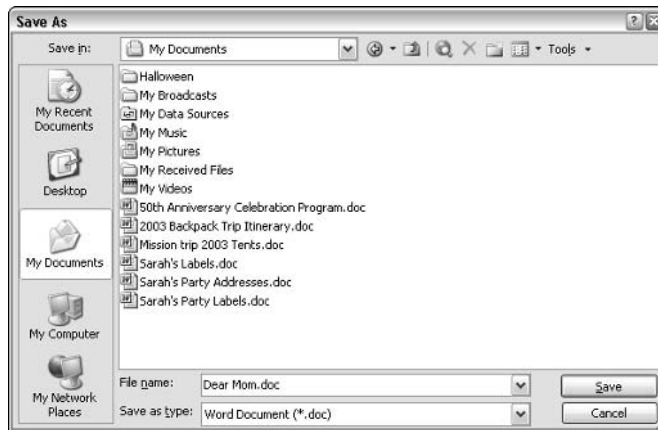 Save As
Save in:
My Documents
Tools
My Recent
Documents
Desktop
My Documents
My Computer
My Network
Places
Halloween
My Broadcasts
My Data Sources
My Music
My Pictures
My Received Files
My Videos
50th Anniversary Celebration Program.doc
2003 Backpack Trip Itinerary.doc
Mission trip 2003 Tents.doc
Sarah's Labels.doc
Sarah's Party Addresses.doc
Sarah's Party Labels.doc
File name:
Dear Mom.doc
Save
Save as type:
Word Document (*.doc)
Cancel